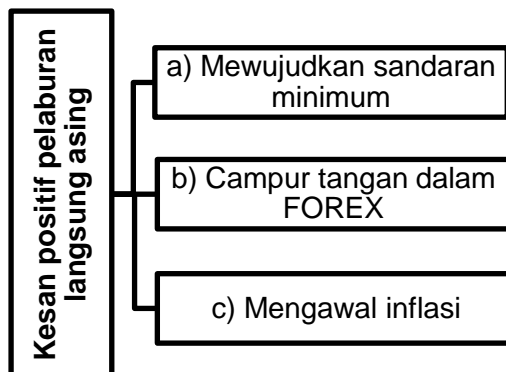 Kesan positif pelaburan
langsung asing
a) Mewujudkan sandaran
minimum
b) Campur tangan dalam
FOREX
c) Mengawal inflasi